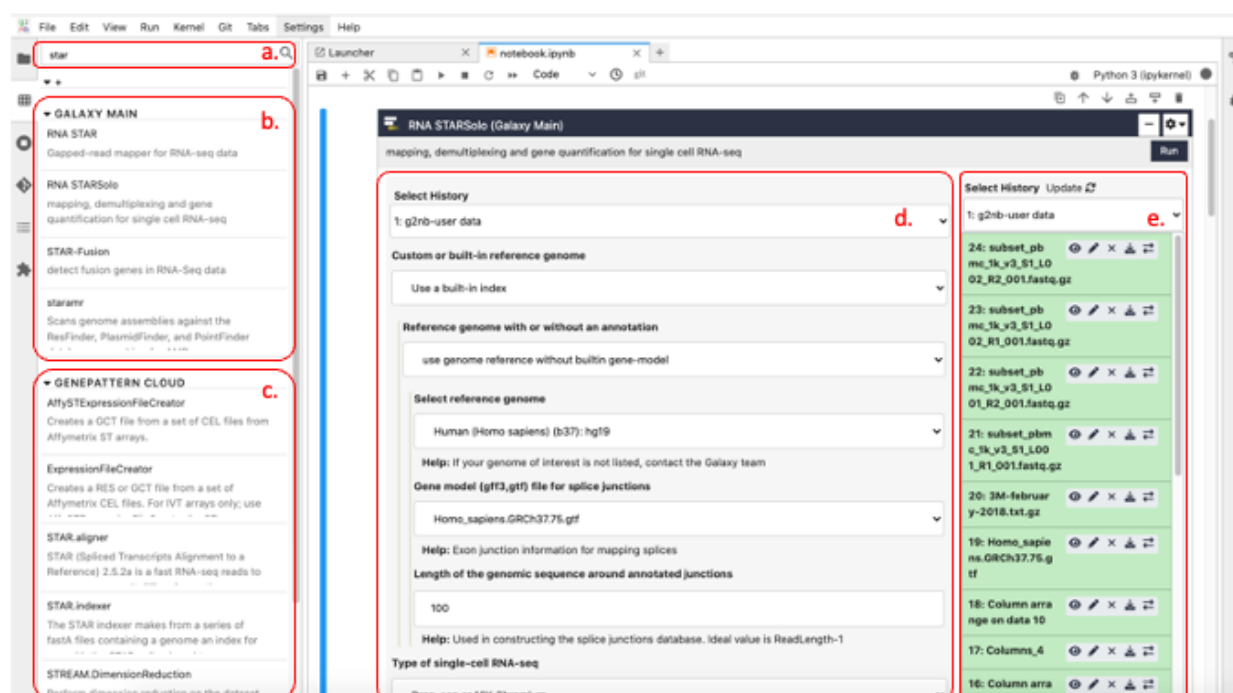 File Edit View Run Kernel Git Tabs Settings Help
star
a.
Launcher
notebook.ipynb
Code
git
Python 3 (ipykernel)
GALAXY MAIN
b.
RNA STAR
Gapped-read mapper for RNA-seq data
RNA STARSolo
mapping, demultiplexing and gene
quantification for single cell RNA-seq
STAR-Fusion
detect fusion genes in RNA-Seq data
staramr
Scans genome assemblies against the
ResFinder, PlasmidFinder, and PointFinder
GENEPATTERN CLOUD
c.
AffySTExpressionFileCreator
Creates a GCT file from a set of CEL files from
Affymetrix ST arrays.
ExpressionFileCreator
Creates a RES or GCT file from a set of
Affymetrix CEL files. For IVT arrays only; use
STAR.aligner
STAR (Spliced Transcripts Alignment to a
Reference) 2.5.2a is a fast RNA-seq reads to
STAR.indexer
The STAR indexer makes from a series of
fastA files containing a genome an index for
STREAM.DimensionReduction
RNA STARSolo (Galaxy Main)
mapping, demultiplexing and gene quantification for single cell RNA-seq
Run
Select History
1: g2nb-user data
d.
Custom or built-in reference genome
Use a built-in index
Reference genome with or without an annotation
use genome reference without builtin gene-model
Select reference genome
Human (Homo sapiens) (b37): hg19
Help: If your genome of interest is not listed, contact the Galaxy team
Gene model (gff3,gtf) file for splice junctions
Homo_sapiens.GRCh37.75.gtf
Help: Exon junction information for mapping splices
Length of the genomic sequence around annotated junctions
100
Help: Used in constructing the splice junctions database. Ideal value is ReadLength-1
Type of single-cell RNA-seq
Select History Update
1: g2nb-user data
e.
24: subset_pb
mc_1k_v3_S1_L0
02_R2_001.fastq.gz
23: subset_pb
mc_1k_v3_S1_L0
02_R1_001.fastq.gz
22: subset_pb
mc_1k_v3_S1_L0
01_R2_001.fastq.gz
21: subset_pbm
c_1k_v3_S1_L00
1_R1_001.fastq.gz
20: 3M-februar
y-2018.txt.gz
19: Homo_sapie
ns.GRCh37.75.g
tf
18: Column arra
nge on data 10
17: Columns_4
16: Column arra